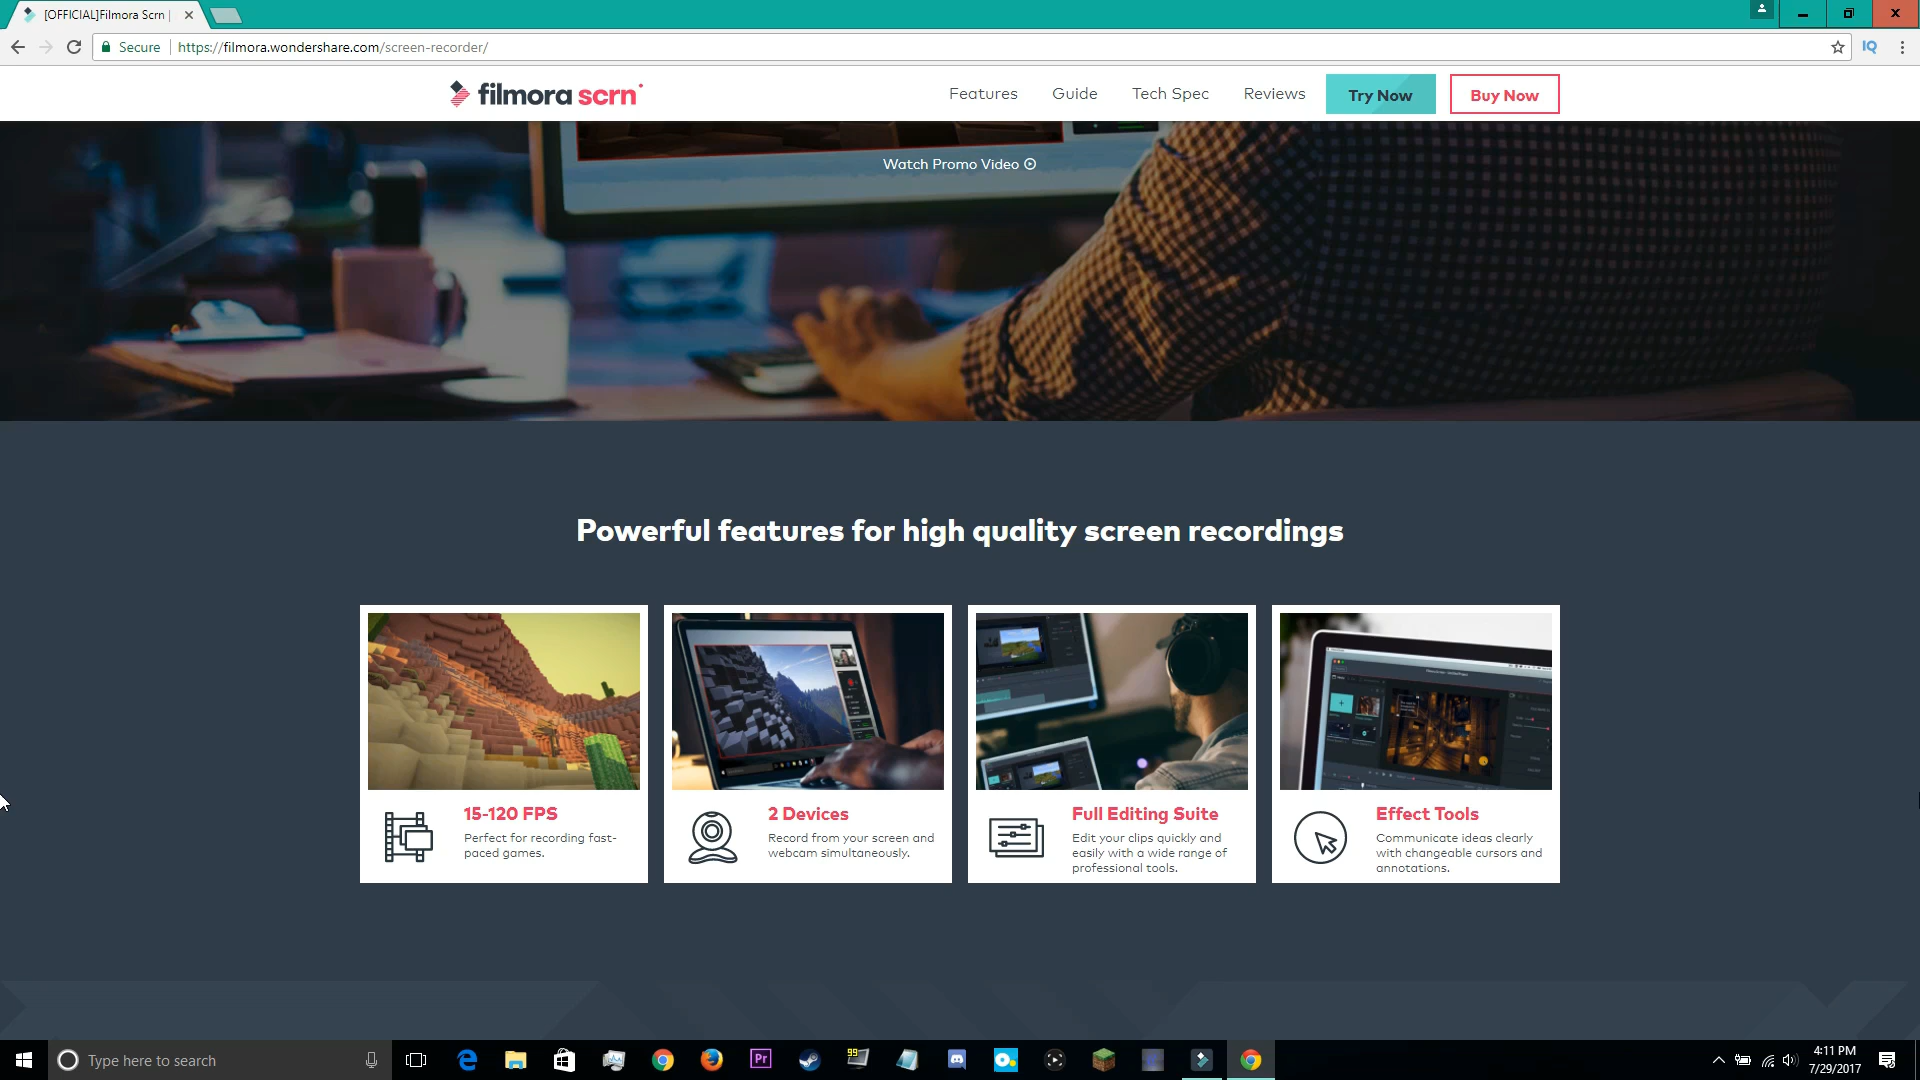 [OFFICIAL]Filmora Scrn |
Secure
https://filmora.wondershare.com/screen-recorder/
IQ
filmora scrn
Features
Guide
Tech Spec
Reviews
Try Now
Buy Now
Watch Promo Video
Powerful features for high quality screen recordings
15-120 FPS
Perfect for recording fast-
paced games.
2 Devices
Record from your screen and
webcam simultaneously.
Full Editing Suite
Edit your clips quickly and
easily with a wide range of
professional tools.
Effect Tools
Communicate ideas clearly
with changeable cursors and
annotations.
Type here to search
Pr
99
4:11 PM
7/29/2017